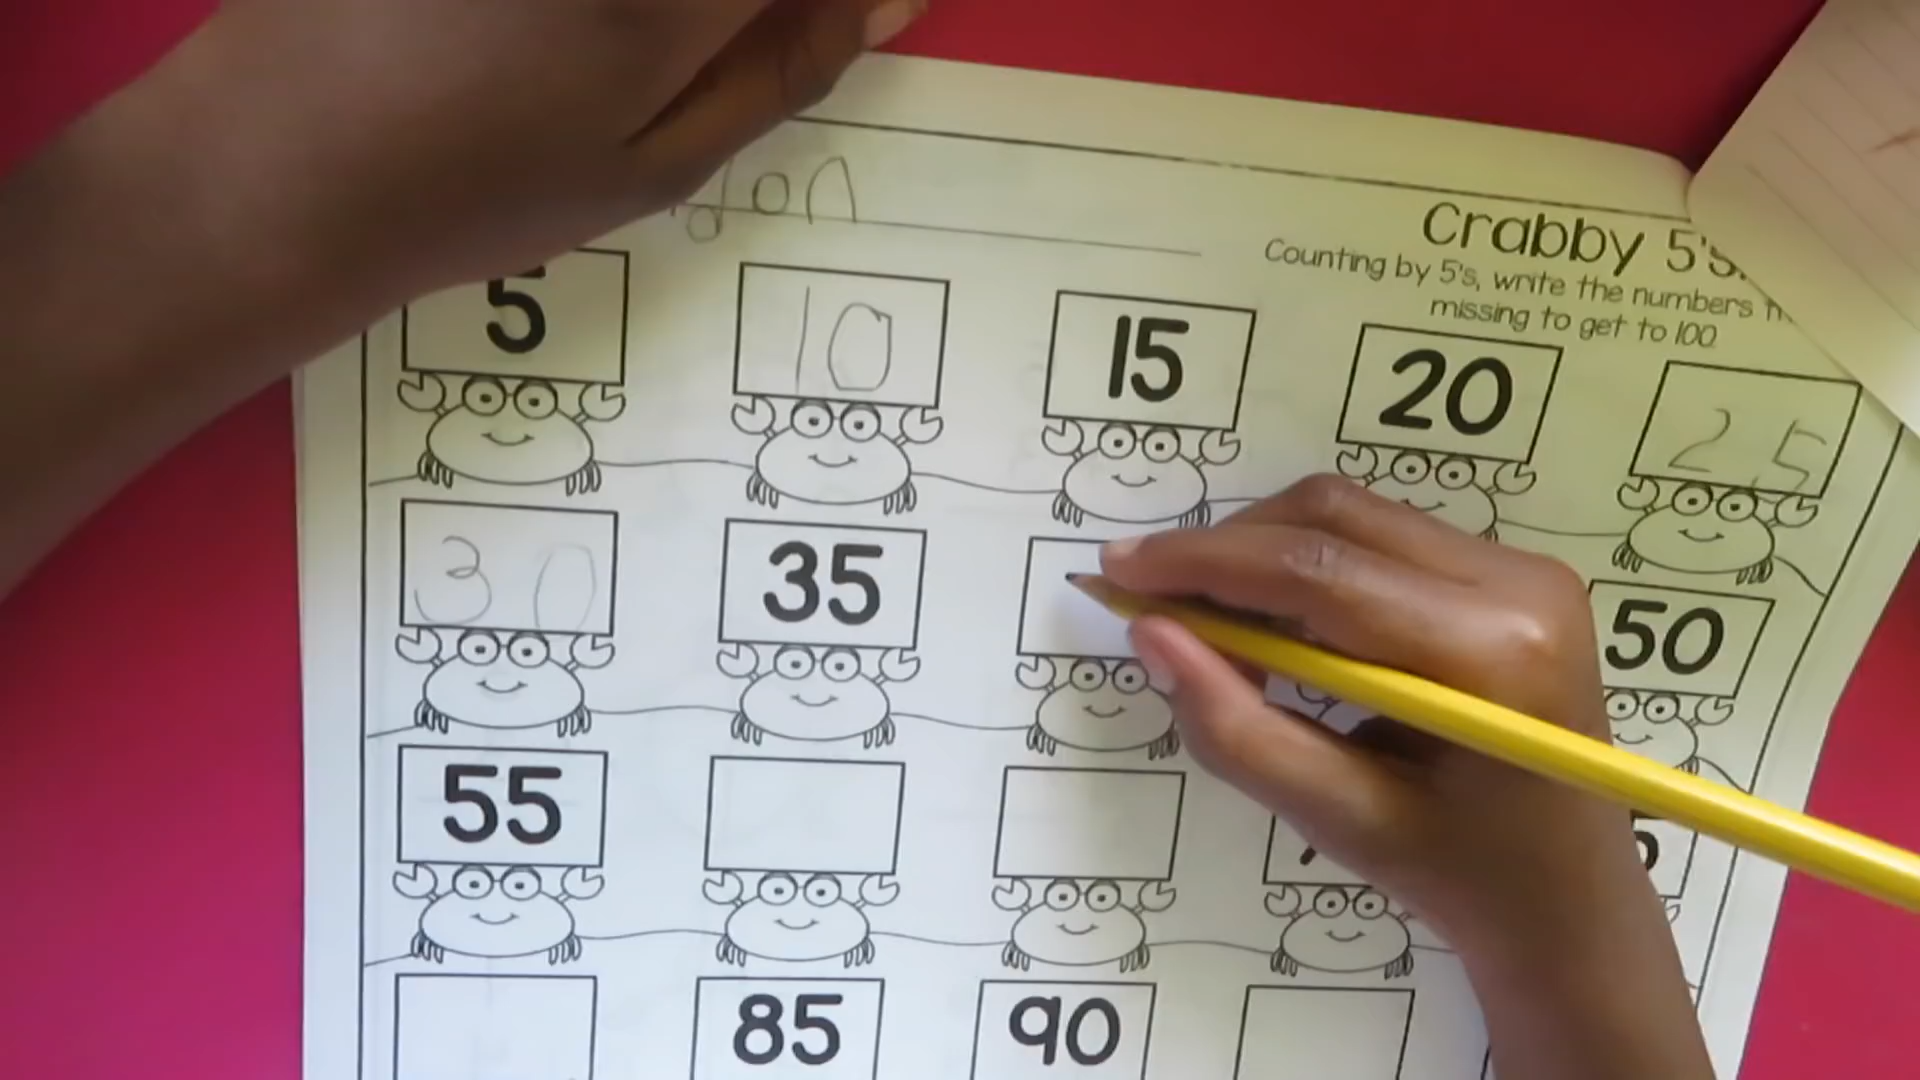 Crabby 5's
Counting by 5's, write the numbers
missing to get to 100.
5 10 15 20 25
30 35 50
55
85 90